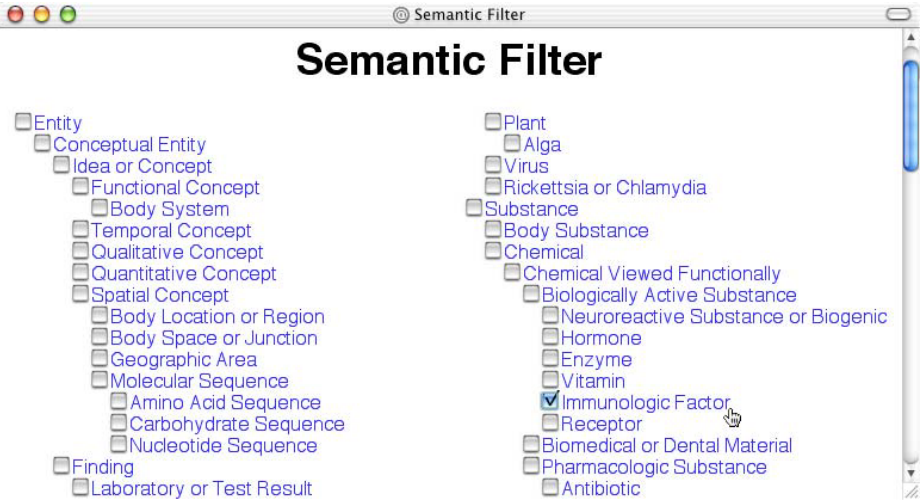 Semantic Filter
Semantic Filter
Entity
Conceptual Entity
Idea or Concept
Functional Concept
Body System
Temporal Concept
Qualitative Concept
Quantitative Concept
Spatial Concept
Body Location or Region
Body Space or Junction
Geographic Area
Molecular Sequence
Amino Acid Sequence
Carbohydrate Sequence
Nucleotide Sequence
Finding
Laboratory or Test Result
Plant
Alga
Virus
Rickettsia or Chlamydia
Substance
Body Substance
Chemical
Chemical Viewed Functionally
Biologically Active Substance
Neuroreactive Substance or Biogenic
Hormone
Enzyme
Vitamin
Immunologic Factor
Receptor
Biomedical or Dental Material
Pharmacologic Substance
Antibiotic